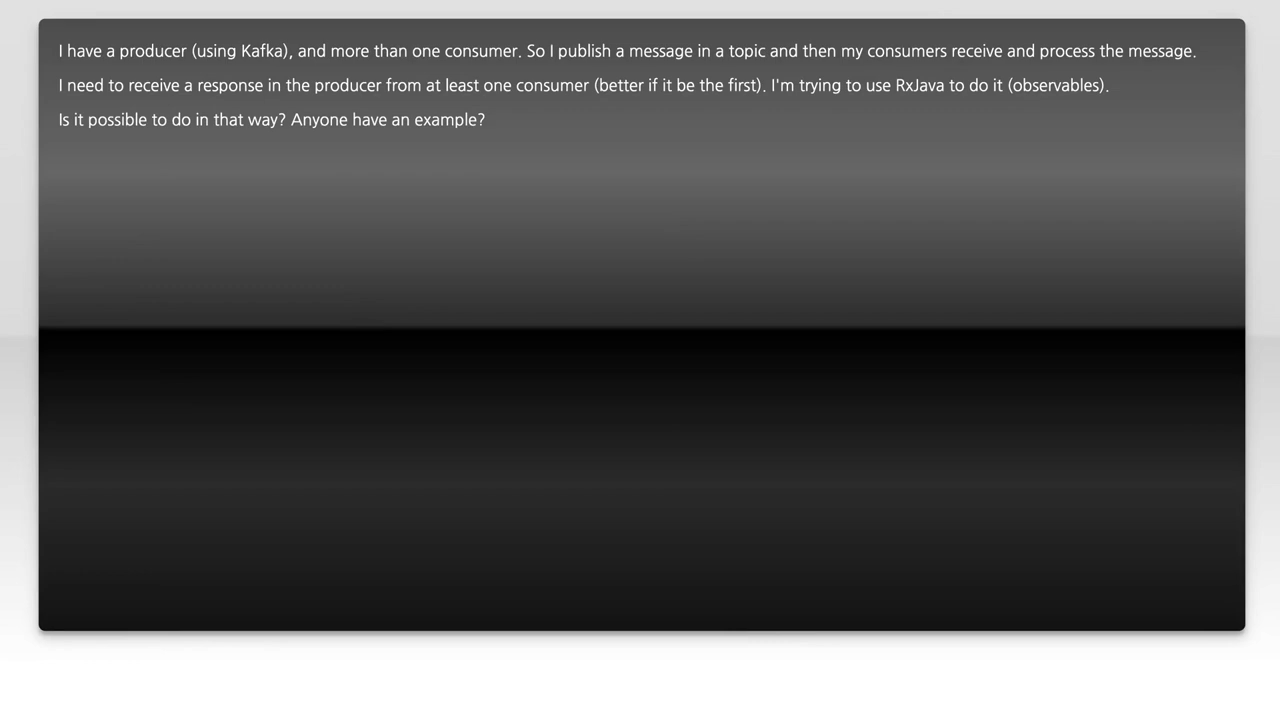 I have a producer (using Kafka), and more than one consumer. So I publish a message in a topic and then my consumers receive and process the message.
I need to receive a response in the producer from at least one consumer (better if it be the first). I'm trying to use RxJava to do it (observables).
Is it possible to do in that way? Anyone have an example?